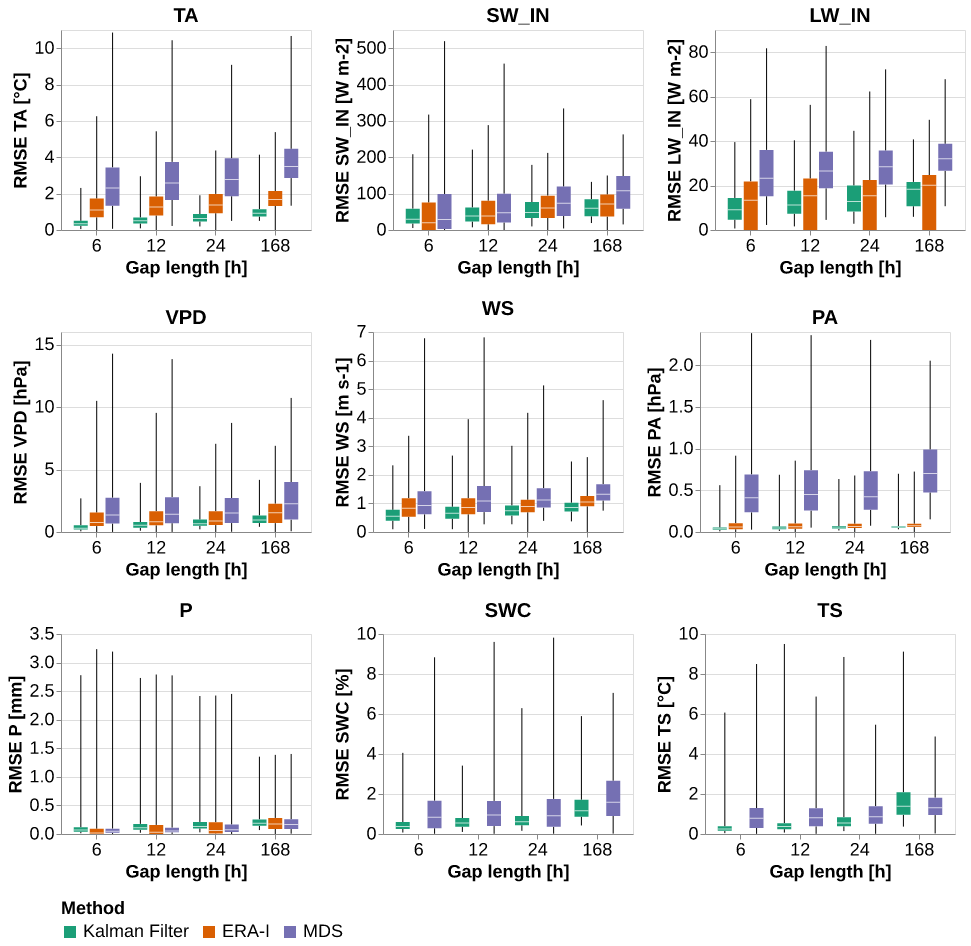 TA
RMSE TA [°C]
10
8
6
4
2
0
6 12 24 168
Gap length [h]
SW_IN
RMSE SW_IN [W m-2]
500
400
300
200
100
0
6 12 24 168
Gap length [h]
LW_IN
RMSE LW_IN [W m-2]
80
60
40
20
0
6 12 24 168
Gap length [h]
VPD
RMSE VPD [hPa]
15
10
5
0
6 12 24 168
Gap length [h]
WS
RMSE WS [m s-1]
7
6
5
4
3
2
1
0
6 12 24 168
Gap length [h]
PA
RMSE PA [hPa]
2.0
1.5
1.0
0.5
0.0
6 12 24 168
Gap length [h]
P
RMSE P [mm]
3.5
3.0
2.5
2.0
1.5
1.0
0.5
0.0
6 12 24 168
Gap length [h]
SWC
RMSE SWC [%]
10
8
6
4
2
0
6 12 24 168
Gap length [h]
TS
RMSE TS [°C]
10
8
6
4
2
0
6 12 24 168
Gap length [h]
Method
Kalman Filter ERA-I MDS